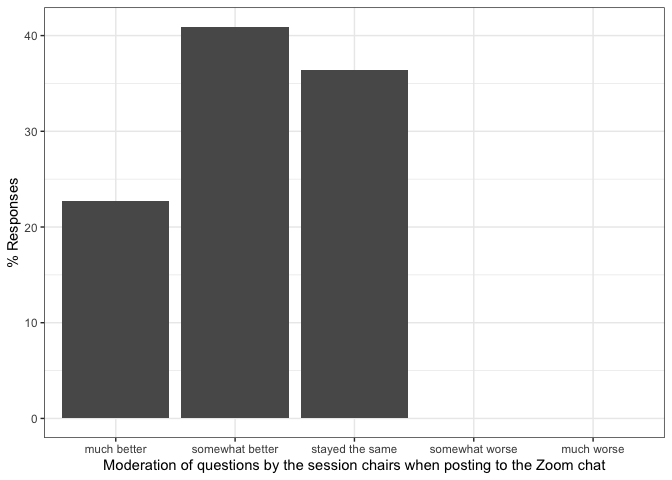 40
30
20
10
0
% Responses
much better somewhat better stayed the same somewhat worse much worse
Moderation of questions by the session chairs when posting to the Zoom chat